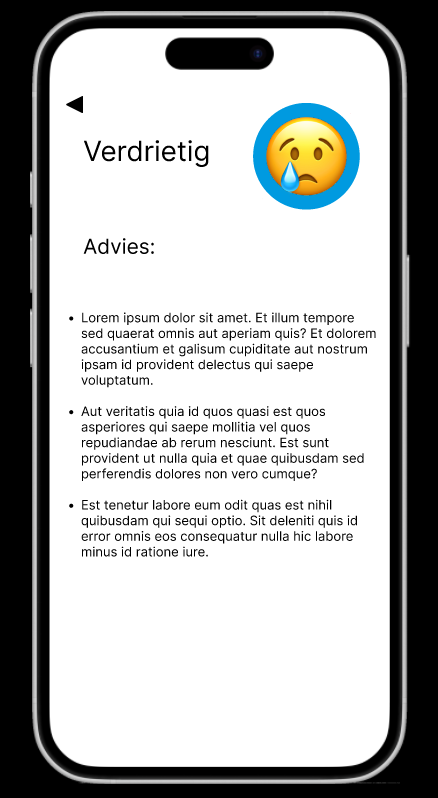 Verdrietig
Advies:
• Lorem ipsum dolor sit amet. Et illum tempore
sed quaerat omnis aut aperiam quis? Et dolorem
accusantium et galisum cupiditate aut nostrum
ipsam id provident delectus qui saepe
voluptatum.
• Aut veritatis quia id quos quasi est quos
asperiores qui saepe mollitia vel quos
repudiandae ab rerum nesciunt. Est sunt
provident ut nulla quia et quae quibusdam sed
perferendis dolores non vero cumque?
• Est tenetur labore eum odit quas est nihil
quibusdam qui sequi optio. Sit deleniti quis id
error omnis eos consequatur nulla hic labore
minus id ratione iure.